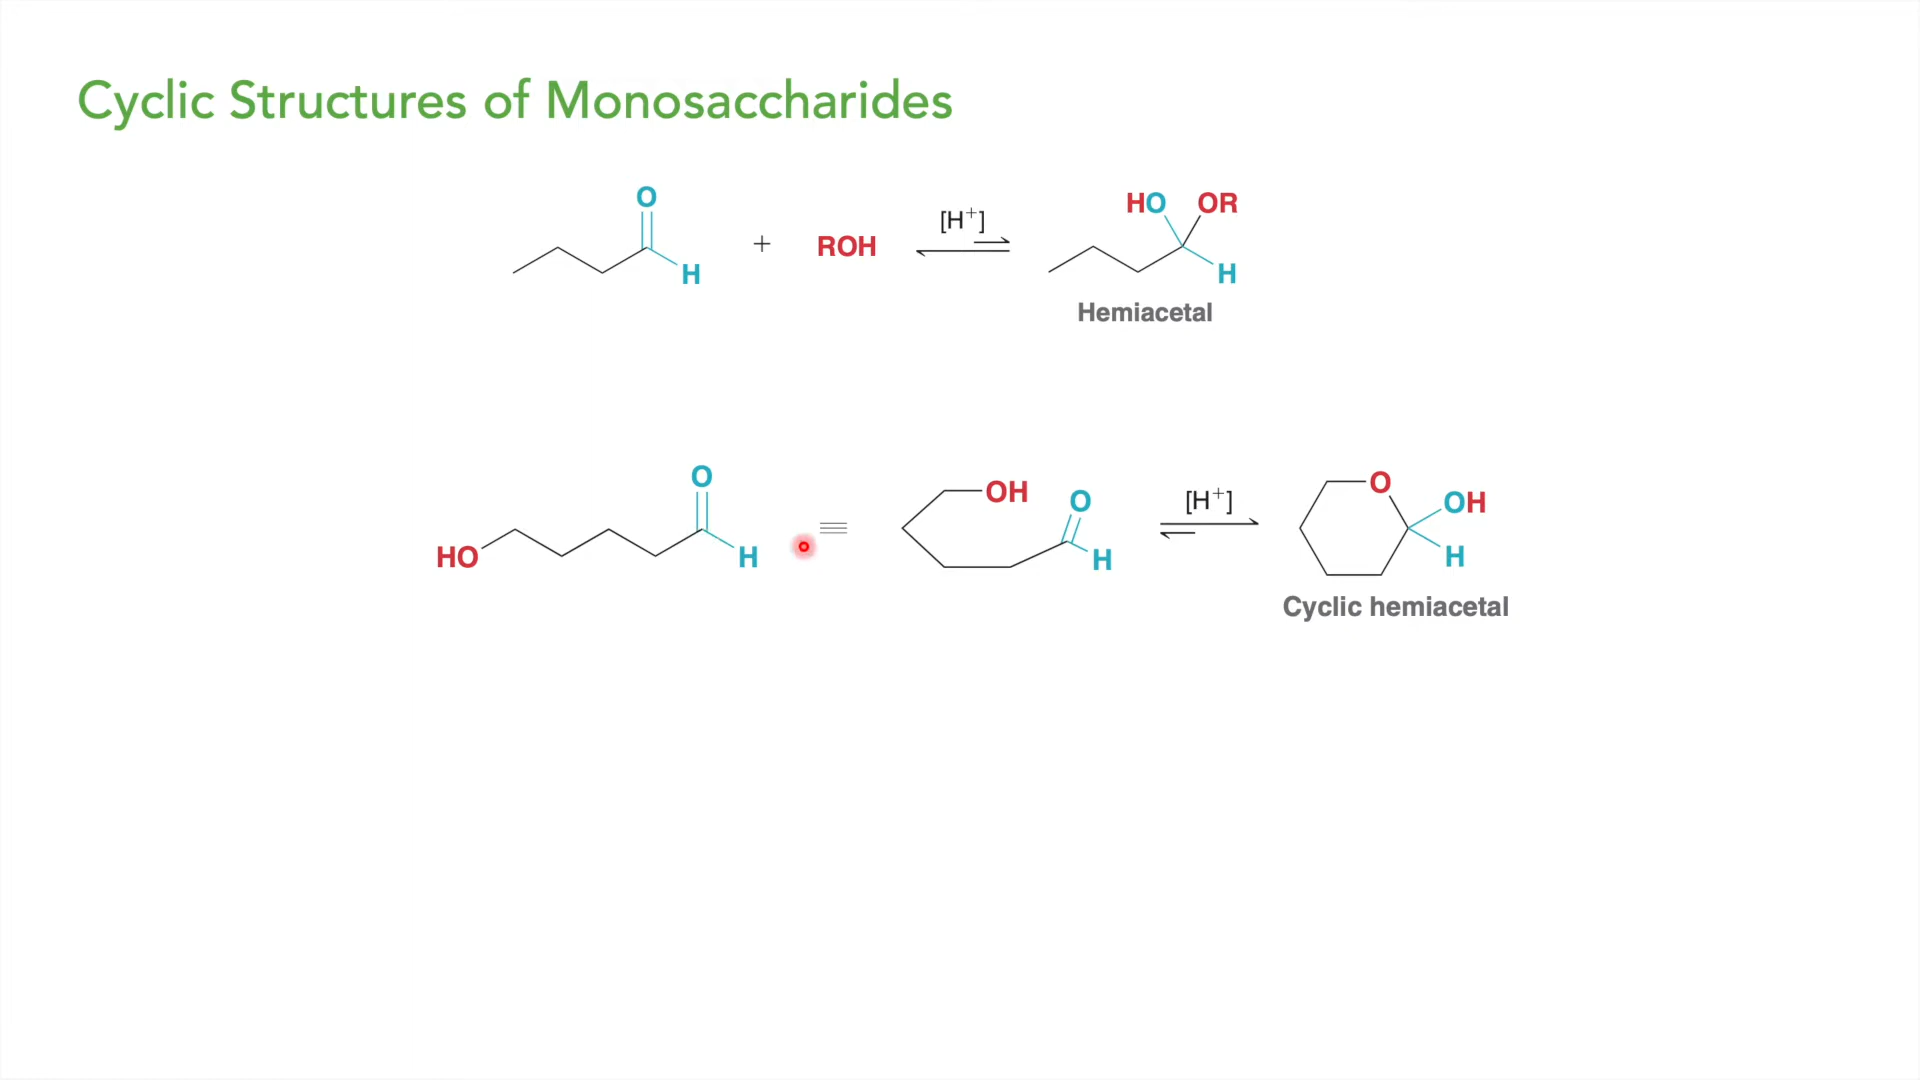 Cyclic Structures of Monosaccharides
O
H
+
ROH
[H⁺]
HO OR
H
Hemiacetal
HO
O
H
≡
OH
O
H
[H⁺]
O
OH
H
Cyclic hemiacetal